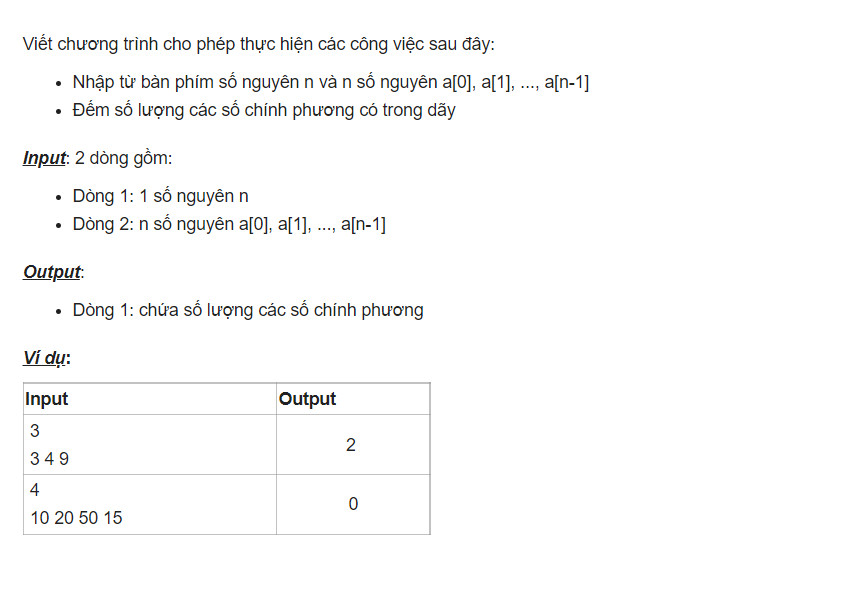 Viết chương trình cho phép thực hiện các công việc sau đây:
• Nhập từ bàn phím số nguyên n và n số nguyên a[0], a[1], ..., a[n-1]
• Đếm số lượng các số chính phương có trong dãy
Input: 2 dòng gồm:
• Dòng 1: 1 số nguyên n
• Dòng 2: n số nguyên a[0], a[1], ..., a[n-1]
Output:
• Dòng 1: chứa số lượng các số chính phương
Ví dụ:
Input Output
3
3 4 9
2
4
10 20 50 15
0